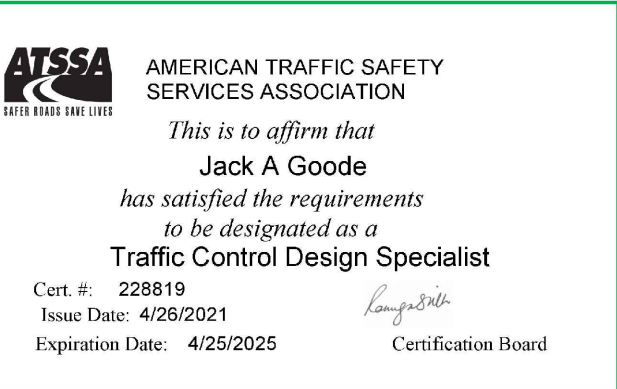 ATSSA
SAFER ROADS SAVE LIVES
AMERICAN TRAFFIC SAFETY
SERVICES ASSOCIATION
This is to affirm that
Jack A Goode
has satisfied the requirements
to be designated as a
Traffic Control Design Specialist
Cert. #: 228819
Issue Date: 4/26/2021
Expiration Date: 4/25/2025
Certification Board